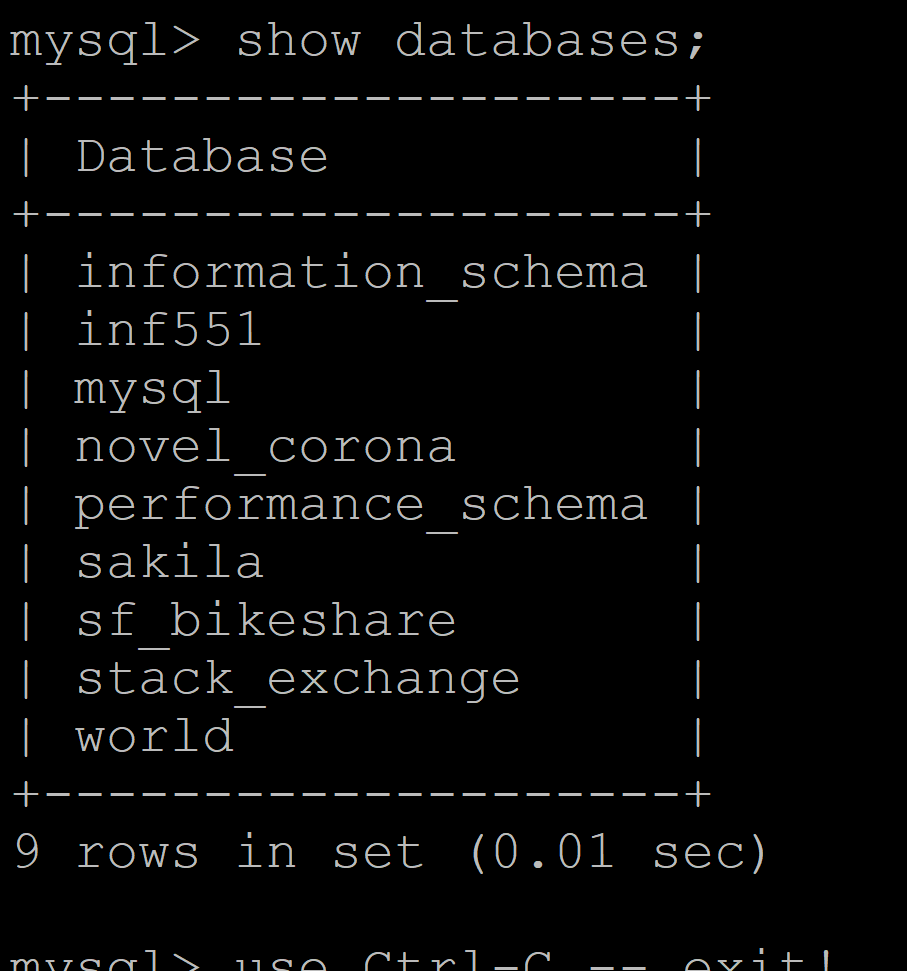 mysql> show databases;
+--------------------+
| Database           |
+--------------------+
| information_schema |
| inf551             |
| mysql              |
| novel_corona       |
| performance_schema |
| sakila             |
| sf_bikeshare       |
| stack_exchange     |
| world              |
+--------------------+
9 rows in set (0.01 sec)
mysql> use Ctrl-C -- exit!